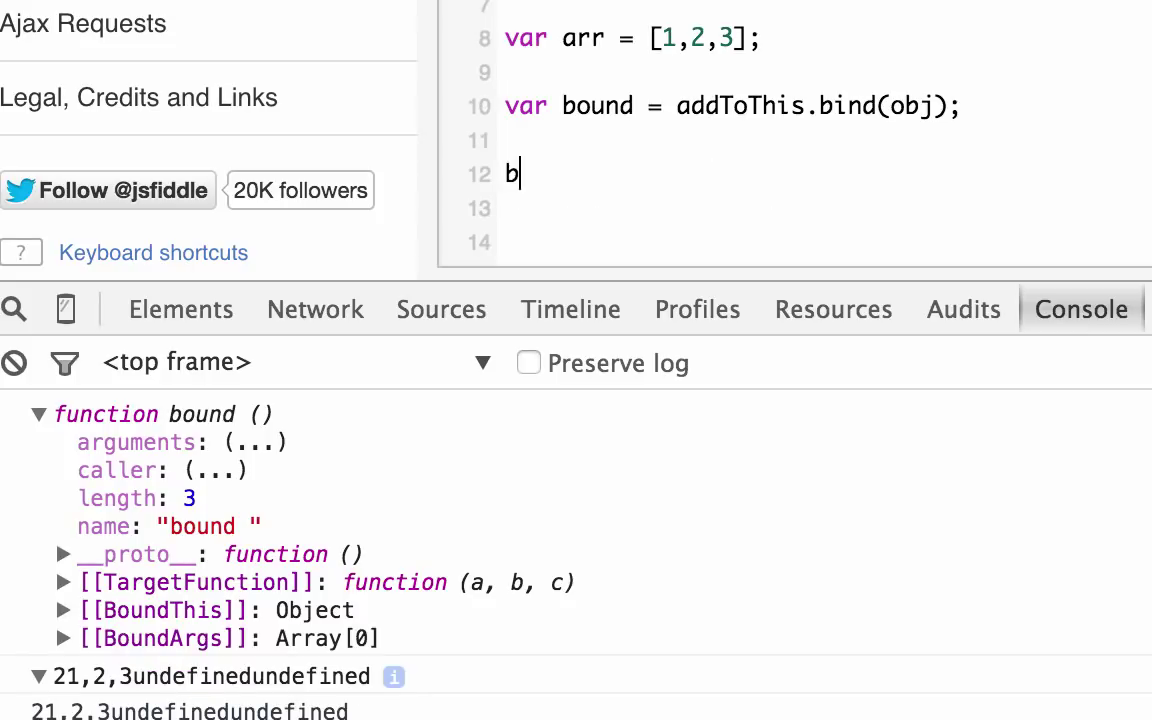 Ajax Requests
Legal, Credits and Links
Follow @jsfiddle 20K followers
? Keyboard shortcuts
7
8 var arr = [1,2,3];
9
10 var bound = addToThis.bind(obj);
11
12 b
13
14
Elements Network Sources Timeline Profiles Resources Audits Console
<top frame> ▼ Preserve log
▼ function bound ()
arguments: (...)
caller: (...)
length: 3
name: "bound "
▶ __proto__: function ()
▶ [[TargetFunction]]: function (a, b, c)
▶ [[BoundThis]]: Object
▶ [[BoundArgs]]: Array[0]
▼ 21,2,3undefinedundefined i
21,2,3undefinedundefined